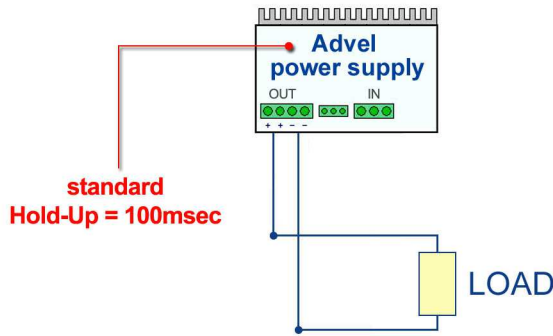 Advel
power supply
OUT IN
+ + − −
standard
Hold-Up = 100msec
LOAD